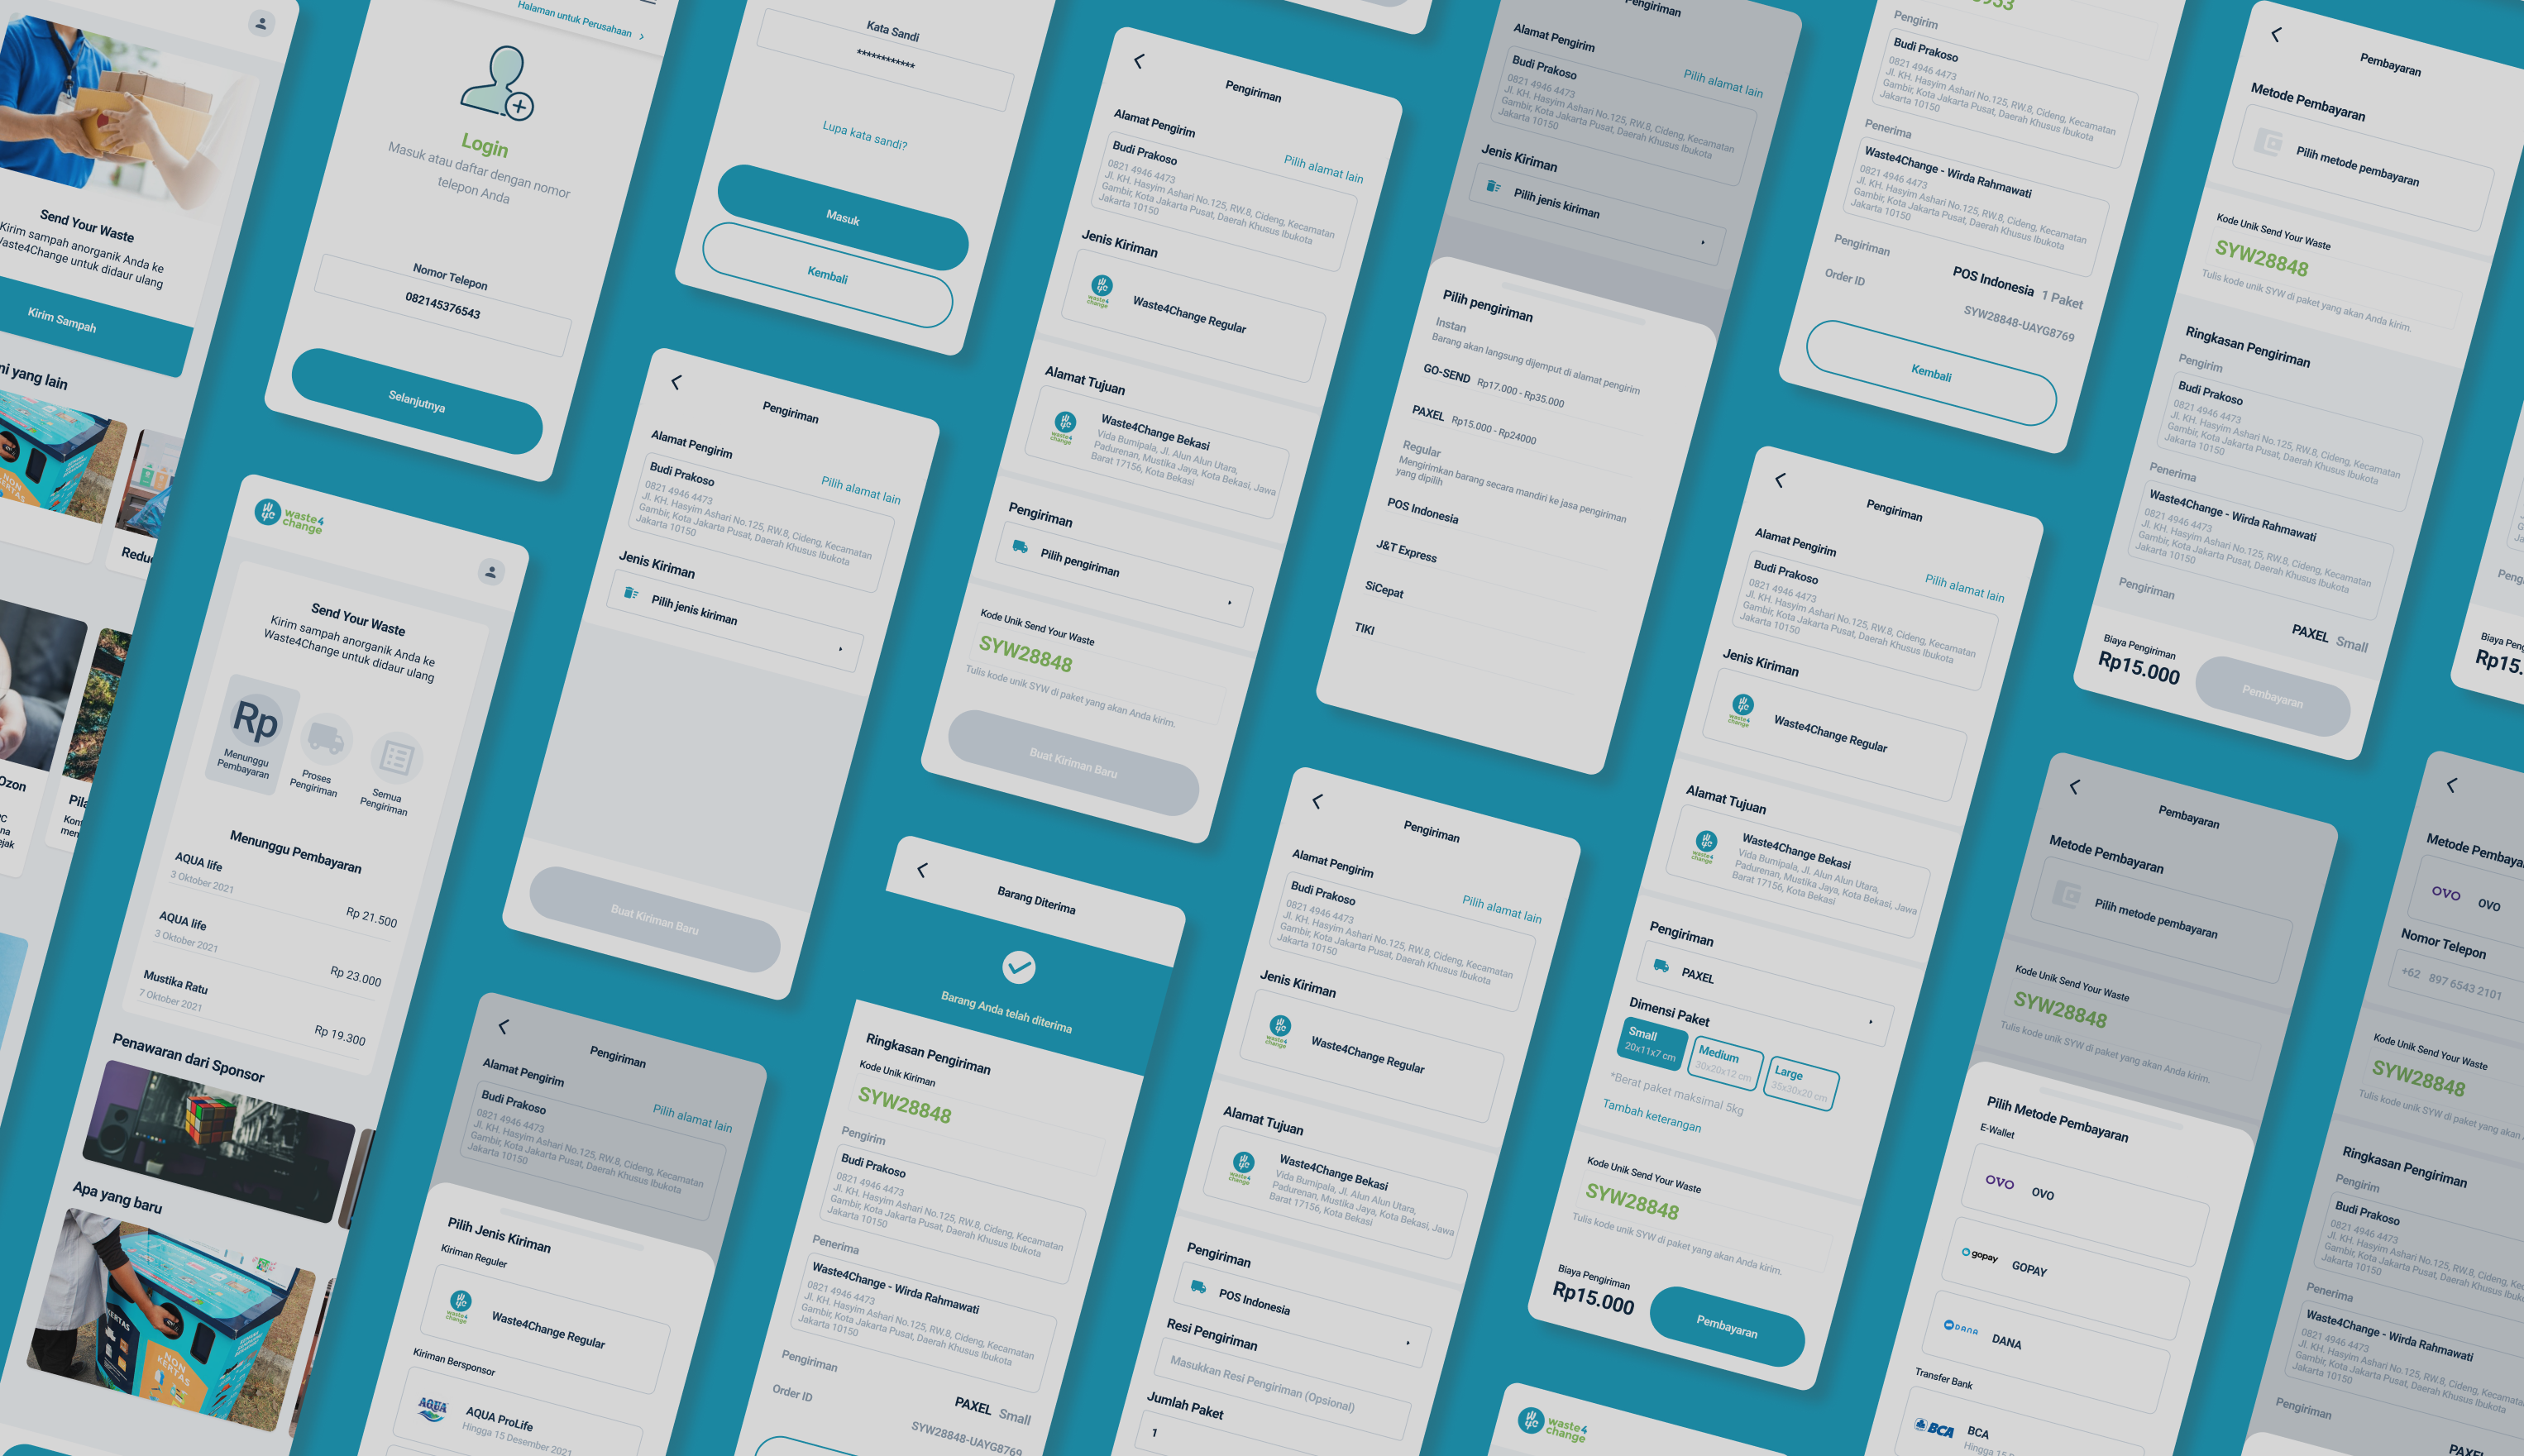 Send Your Waste
Kirim sampah anorganik Anda ke
Waste4Change untuk didaur ulang
Kirim Sampah
yang lain
Ozon
Halaman untuk Perusahaan
Login
Masuk atau daftar dengan nomor
telepon Anda
Nomor Telepon
082145376543
Selanjutnya
waste4
change
Send Your Waste
Kirim sampah anorganik Anda ke
Waste4Change untuk didaur ulang
Rp
Menunggu
Pembayaran
Proses
Pengiriman
Semua
Pengiriman
Menunggu Pembayaran
AQUA life
3 Oktober 2021
Rp 21.500
AQUA life
3 Oktober 2021
Rp 23.000
Mustika Ratu
7 Oktober 2021
Rp 19.300
Penawaran dari Sponsor
Apa yang baru
NON
KERTAS
Kata Sandi
************
Lupa kata sandi?
Masuk
Kembali
Pengiriman
Alamat Pengirim
Pilih alamat lain
Budi Prakoso
0821 4946 4473
Jl. KH. Hasyim Ashari No.125, RW.8, Cideng, Kecamatan
Gambir, Kota Jakarta Pusat, Daerah Khusus Ibukota
Jakarta 10150
Jenis Kiriman
Pilih jenis kiriman
Buat Kiriman Baru
Pengiriman
Alamat Pengirim
Pilih alamat lain
Budi Prakoso
0821 4946 4473
Jl. KH. Hasyim Ashari No.125, RW.8, Cideng, Kecamatan
Gambir, Kota Jakarta Pusat, Daerah Khusus Ibukota
Jakarta 10150
Pilih Jenis Kiriman
Kiriman Reguler
waste4
change
Waste4Change Regular
Kiriman Bersponsor
AQUA
AQUA ProLife
Hingga 15 Desember 2021
Pengiriman
Alamat Pengirim
Pilih alamat lain
Budi Prakoso
0821 4946 4473
Jl. KH. Hasyim Ashari No.125, RW.8, Cideng, Kecamatan
Gambir, Kota Jakarta Pusat, Daerah Khusus Ibukota
Jakarta 10150
Jenis Kiriman
waste4
change
Waste4Change Regular
Alamat Tujuan
waste4
change
Waste4Change Bekasi
Vida Bumipala, Jl. Alun Alun Utara,
Padurenan, Mustika Jaya, Kota Bekasi, Jawa
Barat 17156, Kota Bekasi
Pengiriman
Pilih pengiriman
Kode Unik Send Your Waste
SYW28848
Tulis kode unik SYW di paket yang akan Anda kirim.
Buat Kiriman Baru
Barang Diterima
Barang Anda telah diterima
Ringkasan Pengiriman
Kode Unik Kiriman
SYW28848
Pengirim
Budi Prakoso
0821 4946 4473
Jl. KH. Hasyim Ashari No.125, RW.8, Cideng, Kecamatan
Gambir, Kota Jakarta Pusat, Daerah Khusus Ibukota
Jakarta 10150
Penerima
Waste4Change - Wirda Rahmawati
0821 4946 4473
Jl. KH. Hasyim Ashari No.125, RW.8, Cideng, Kecamatan
Gambir, Kota Jakarta Pusat, Daerah Khusus Ibukota
Jakarta 10150
Pengiriman
PAXEL Small
Order ID
SYW28848-UAYG8769
Pengiriman
Alamat Pengirim
Pilih alamat lain
Budi Prakoso
0821 4946 4473
Jl. KH. Hasyim Ashari No.125, RW.8, Cideng, Kecamatan
Gambir, Kota Jakarta Pusat, Daerah Khusus Ibukota
Jakarta 10150
Jenis Kiriman
Pilih jenis kiriman
Pilih pengiriman
Instan
Barang akan langsung dijemput di alamat pengirim
GO-SEND Rp17.000 - Rp35.000
PAXEL Rp15.000 - Rp24000
Regular
Mengirimkan barang secara mandiri ke jasa pengiriman
yang dipilih
POS Indonesia
J&T Express
SiCepat
TIKI
Pengiriman
Alamat Pengirim
Pilih alamat lain
Budi Prakoso
0821 4946 4473
Jl. KH. Hasyim Ashari No.125, RW.8, Cideng, Kecamatan
Gambir, Kota Jakarta Pusat, Daerah Khusus Ibukota
Jakarta 10150
Jenis Kiriman
waste4
change
Waste4Change Regular
Alamat Tujuan
waste4
change
Waste4Change Bekasi
Vida Bumipala, Jl. Alun Alun Utara,
Padurenan, Mustika Jaya, Kota Bekasi, Jawa
Barat 17156, Kota Bekasi
Pengiriman
POS Indonesia
Resi Pengiriman
Masukkan Resi Pengiriman (Opsional)
Jumlah Paket
1
Pengirim
Budi Prakoso
0821 4946 4473
Jl. KH. Hasyim Ashari No.125, RW.8, Cideng, Kecamatan
Gambir, Kota Jakarta Pusat, Daerah Khusus Ibukota
Jakarta 10150
Penerima
Waste4Change - Wirda Rahmawati
0821 4946 4473
Jl. KH. Hasyim Ashari No.125, RW.8, Cideng, Kecamatan
Gambir, Kota Jakarta Pusat, Daerah Khusus Ibukota
Jakarta 10150
Pengiriman
POS Indonesia 1 Paket
Order ID
SYW28848-UAYG8769
Kembali
Pengiriman
Alamat Pengirim
Pilih alamat lain
Budi Prakoso
0821 4946 4473
Jl. KH. Hasyim Ashari No.125, RW.8, Cideng, Kecamatan
Gambir, Kota Jakarta Pusat, Daerah Khusus Ibukota
Jakarta 10150
Jenis Kiriman
waste4
change
Waste4Change Regular
Alamat Tujuan
waste4
change
Waste4Change Bekasi
Vida Bumipala, Jl. Alun Alun Utara,
Padurenan, Mustika Jaya, Kota Bekasi, Jawa
Barat 17156, Kota Bekasi
Pengiriman
PAXEL
Dimensi Paket
Small
20x11x7 cm
Medium
30x20x12 cm
Large
35x30x20 cm
*Berat paket maksimal 5kg
Tambah keterangan
Kode Unik Send Your Waste
SYW28848
Tulis kode unik SYW di paket yang akan Anda kirim.
Biaya Pengiriman
Rp15.000
Pembayaran
waste4
change
Pembayaran
Metode Pembayaran
Pilih metode pembayaran
Kode Unik Send Your Waste
SYW28848
Tulis kode unik SYW di paket yang akan Anda kirim.
Ringkasan Pengiriman
Pengirim
Budi Prakoso
0821 4946 4473
Jl. KH. Hasyim Ashari No.125, RW.8, Cideng, Kecamatan
Gambir, Kota Jakarta Pusat, Daerah Khusus Ibukota
Jakarta 10150
Penerima
Waste4Change - Wirda Rahmawati
0821 4946 4473
Jl. KH. Hasyim Ashari No.125, RW.8, Cideng, Kecamatan
Gambir, Kota Jakarta Pusat, Daerah Khusus Ibukota
Jakarta 10150
Pengiriman
PAXEL Small
Biaya Pengiriman
Rp15.000
Pembayaran
Pembayaran
Metode Pembayaran
Pilih metode pembayaran
Kode Unik Send Your Waste
SYW28848
Tulis kode unik SYW di paket yang akan Anda kirim.
Pilih Metode Pembayaran
E-Wallet
OVO OVO
gopay GOPAY
DANA DANA
Transfer Bank
BCA BCA
Rp15.
OVO OVO
Nomor Telepon
+62 897 6543 2101
Kode Unik Send Your Waste
SYW28848
Tulis kode unik SYW di paket yang akan
Ringkasan Pengiriman
Pengirim
Budi Prakoso
0821 4946 4473
Jl. KH. Hasyim Ashari No.125, RW.8, Cideng,
Gambir, Kota Jakarta Pusat, Daerah Khusus
Jakarta 10150
Penerima
Waste4Change - Wirda Rahmawati
0821 4946 4473
Jl. KH. Hasyim Ashari No.125, RW.8, Cideng,
Gambir, Kota Jakarta Pusat, Daerah Khusus
Jakarta 10150
Pengiriman